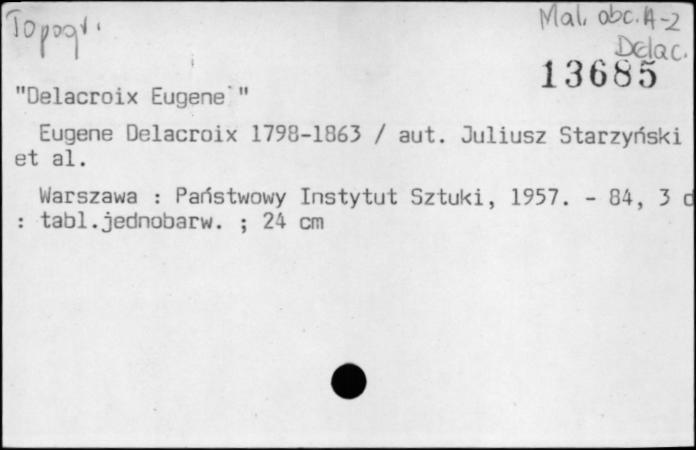 Topogr.
Mal. obc. A-2
Delac.
13685
"Delacroix Eugene "
Eugene Delacroix 1798-1863 / aut. Juliusz Starzyński
et al.
Warszawa : Państwowy Instytut Sztuki, 1957. - 84, 3 d
: tabl.jednobarw. ; 24 cm